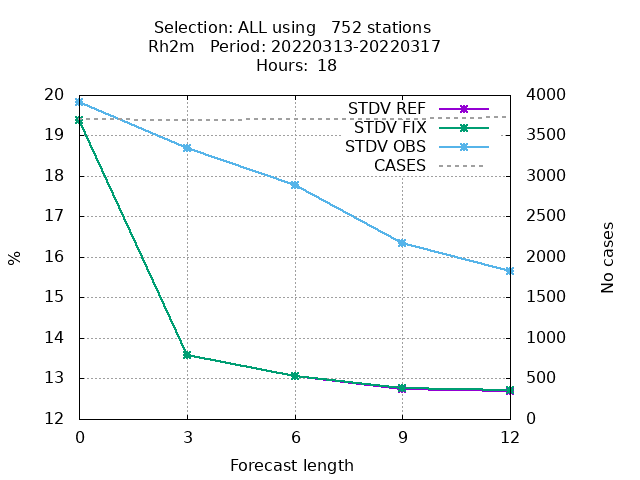 Selection: ALL using   752 stations
Rh2m   Period: 20220313-20220317
Hours: 18
20
19
18
17
16
15
14
13
12
4000
3500
3000
2500
2000
1500
1000
500
0
STDV REF
STDV FIX
STDV OBS
CASES
%
No cases
0 3 6 9 12
Forecast length